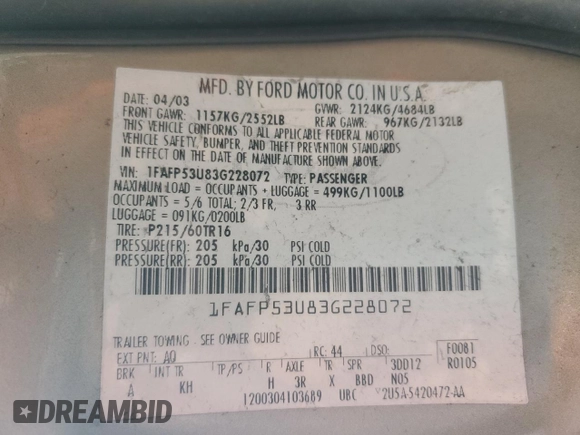 MFD. BY FORD MOTOR CO. IN U.S.A.
DATE: 04/03 GVWR: 2124KG/4684LB
FRONT GAWR: 1157KG/2552LB REAR GAWR: 967KG/2132LB
THIS VEHICLE CONFORMS TO ALL APPLICABLE FEDERAL MOTOR
VEHICLE SAFETY, BUMPER, AND THEFT PREVENTION STANDARDS
IN EFFECT ON THE DATE OF MANUFACTURE SHOWN ABOVE.
VIN: 1FAFP53U83G228072 TYPE: PASSENGER
MAXIMUM LOAD = OCCUPANTS + LUGGAGE = 499KG/1100LB
OCCUPANTS = 5/6 TOTAL; 2/3 FR, 3 RR
LUGGAGE = 091KG/0200LB
TIRE: P215/60TR16
PRESSURE(FR): 205 kPa/30 PSI COLD
PRESSURE(RR): 205 kPa/30 PSI COLD
1FAFP53U83G228072
TRAILER TOWING - SEE OWNER GUIDE
EXT PNT: AQ RC: 44 DSO: F0081
BRK INT TR TP/PS R AXLE TR SPR 3DD12 R0105
A KH H 3R X BBD N05
1200304103689 UBC 2USA-5420472-AA
DREAMBID